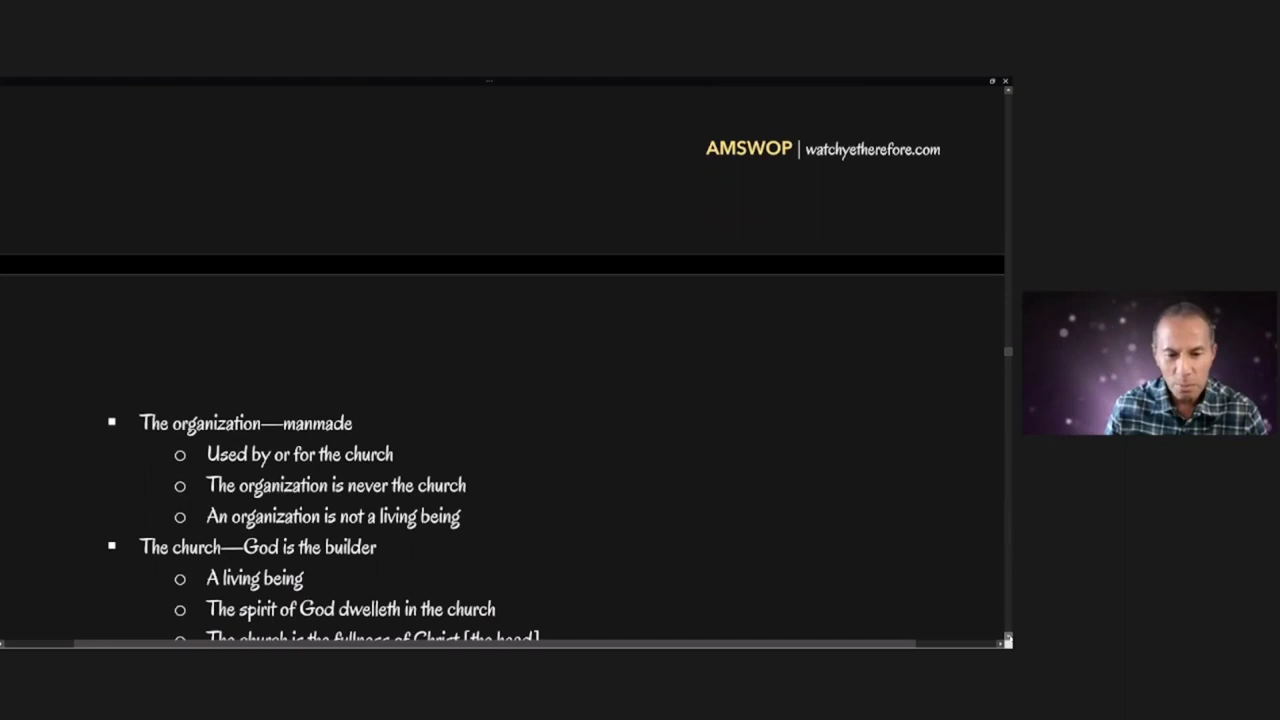 AMSWOP | watchyetherefore.com
The organization—manmade
Used by or for the church
The organization is never the church
An organization is not a living being
The church—God is the builder
A living being
The spirit of God dwelleth in the church
The church is the fullness of Christ [the head]